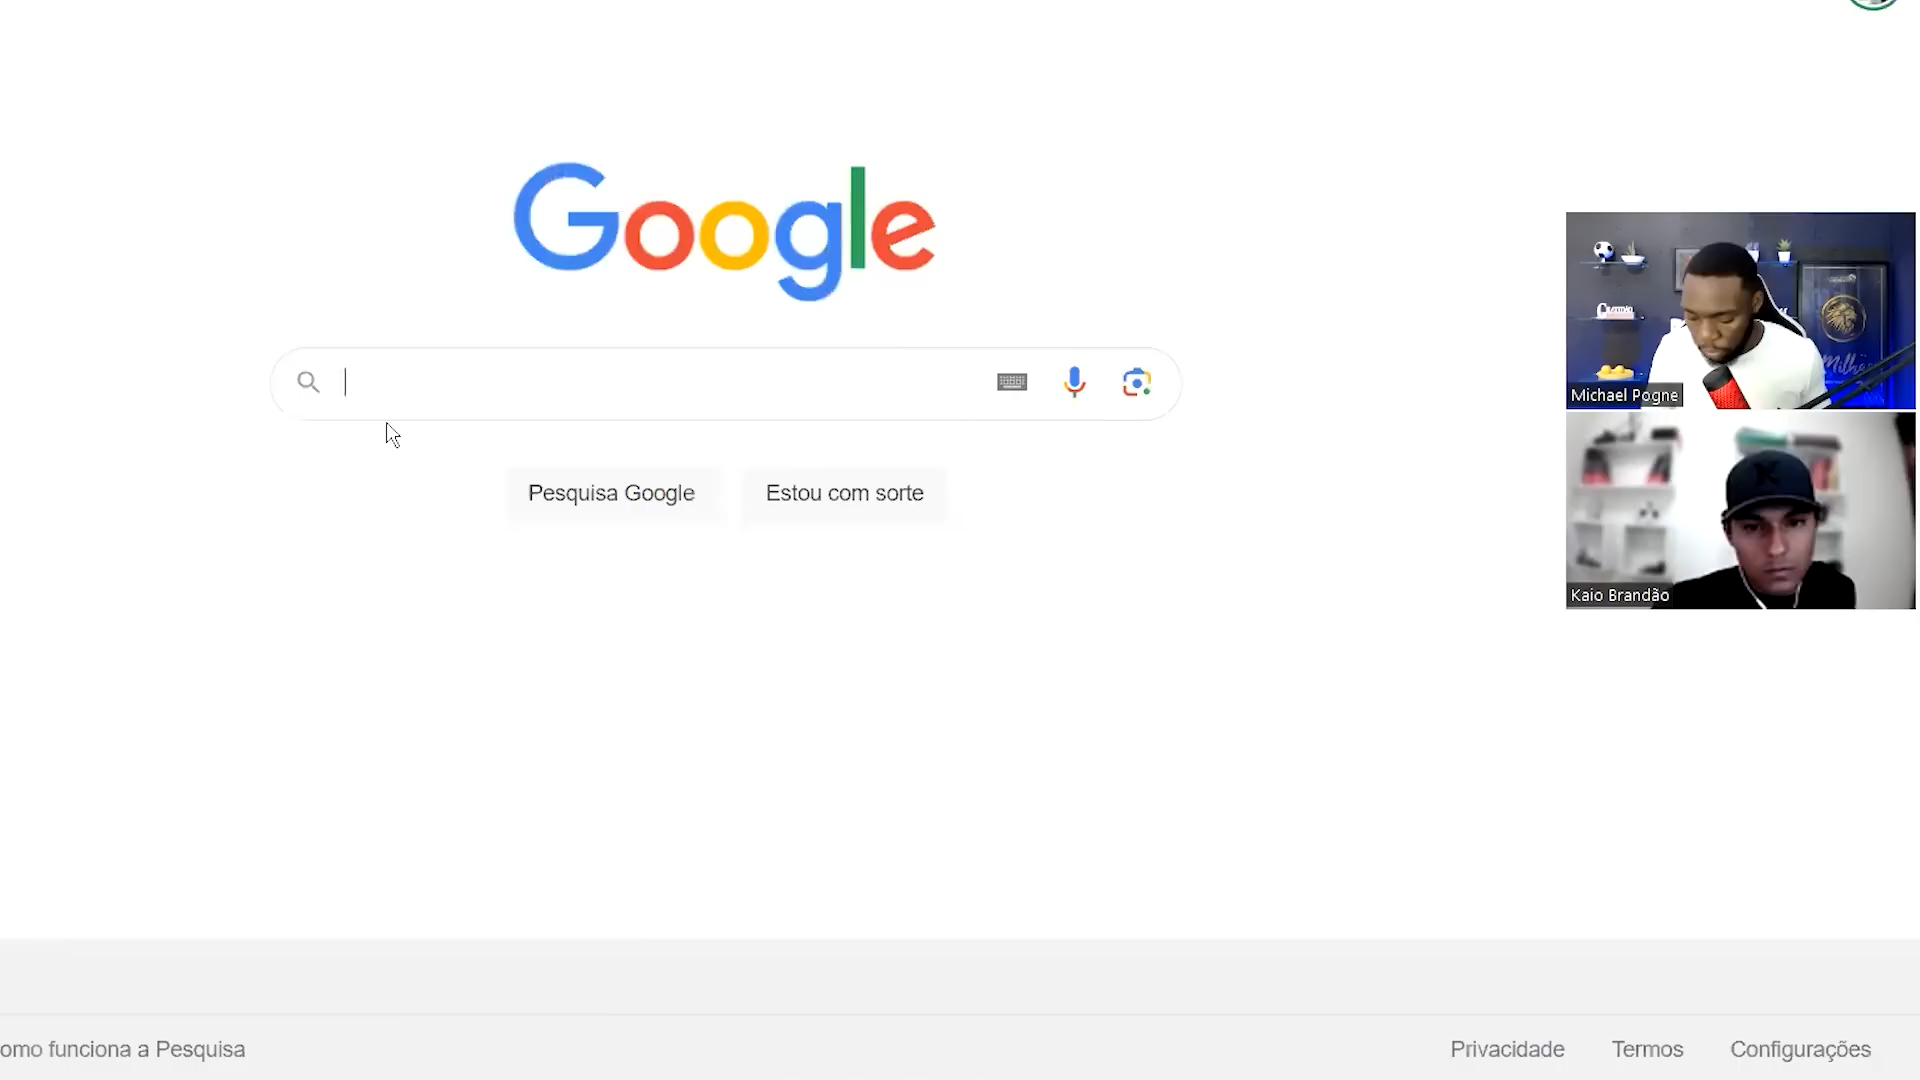 Google
Pesquisa Google
Estou com sorte
Michael Pogne
Kaio Brandão
omo funciona a Pesquisa
Privacidade
Termos
Configurações